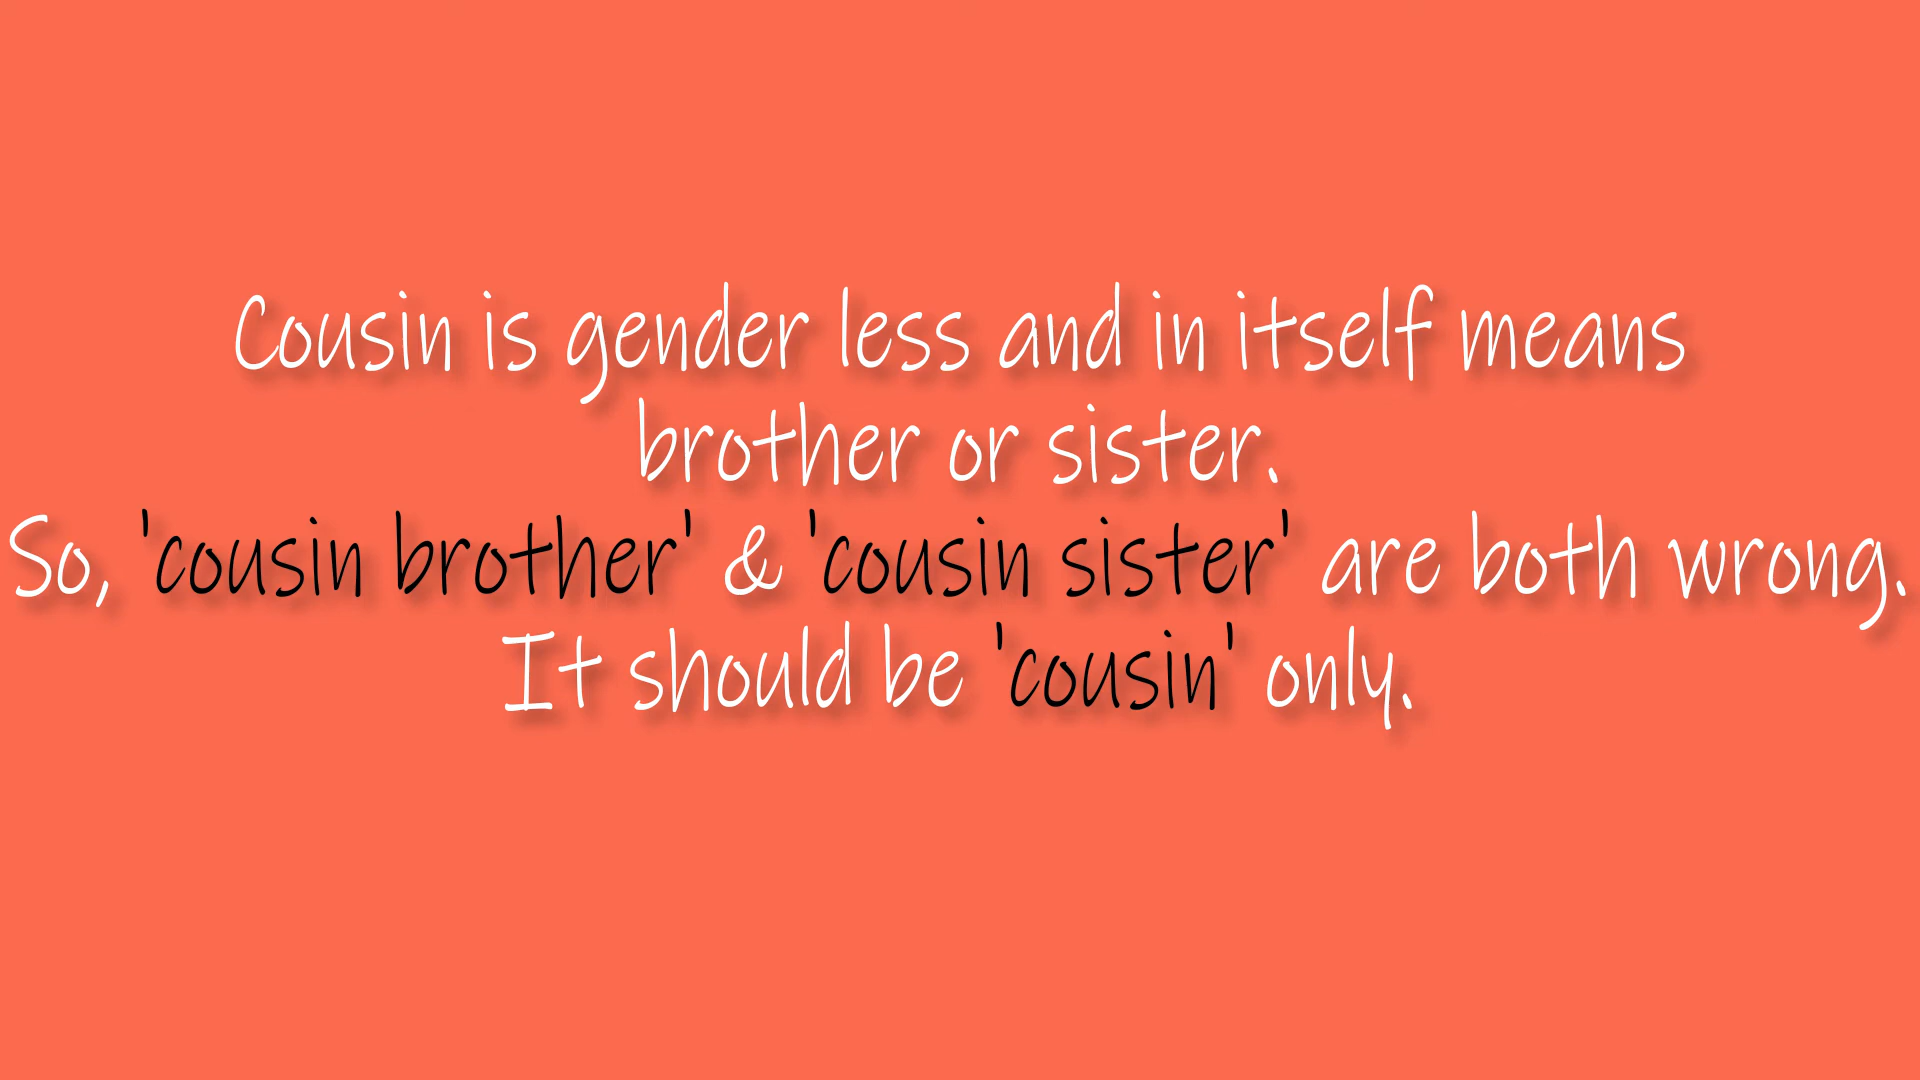 Cousin is gender less and in itself means
brother or sister.
So, 'cousin brother' & 'cousin sister' are both wrong.
It should be 'cousin' only.